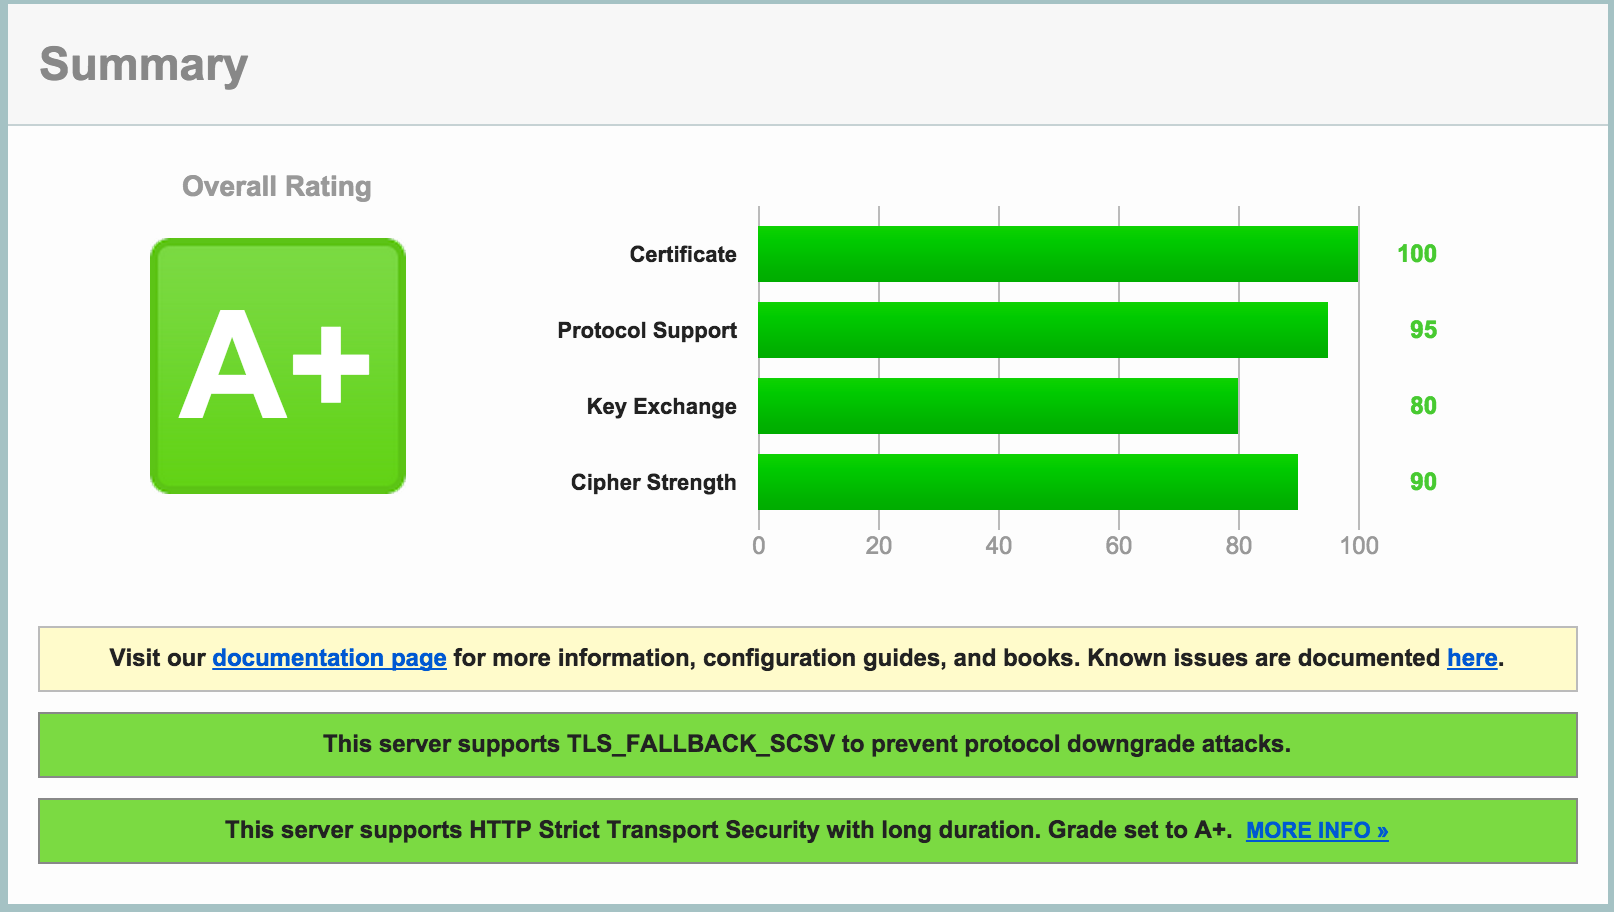 Summary
Overall Rating
A+
Certificate 100
Protocol Support 95
Key Exchange 80
Cipher Strength 90
0 20 40 60 80 100
Visit our documentation page for more information, configuration guides, and books. Known issues are documented here.
This server supports TLS_FALLBACK_SCSV to prevent protocol downgrade attacks.
This server supports HTTP Strict Transport Security with long duration. Grade set to A+. MORE INFO »